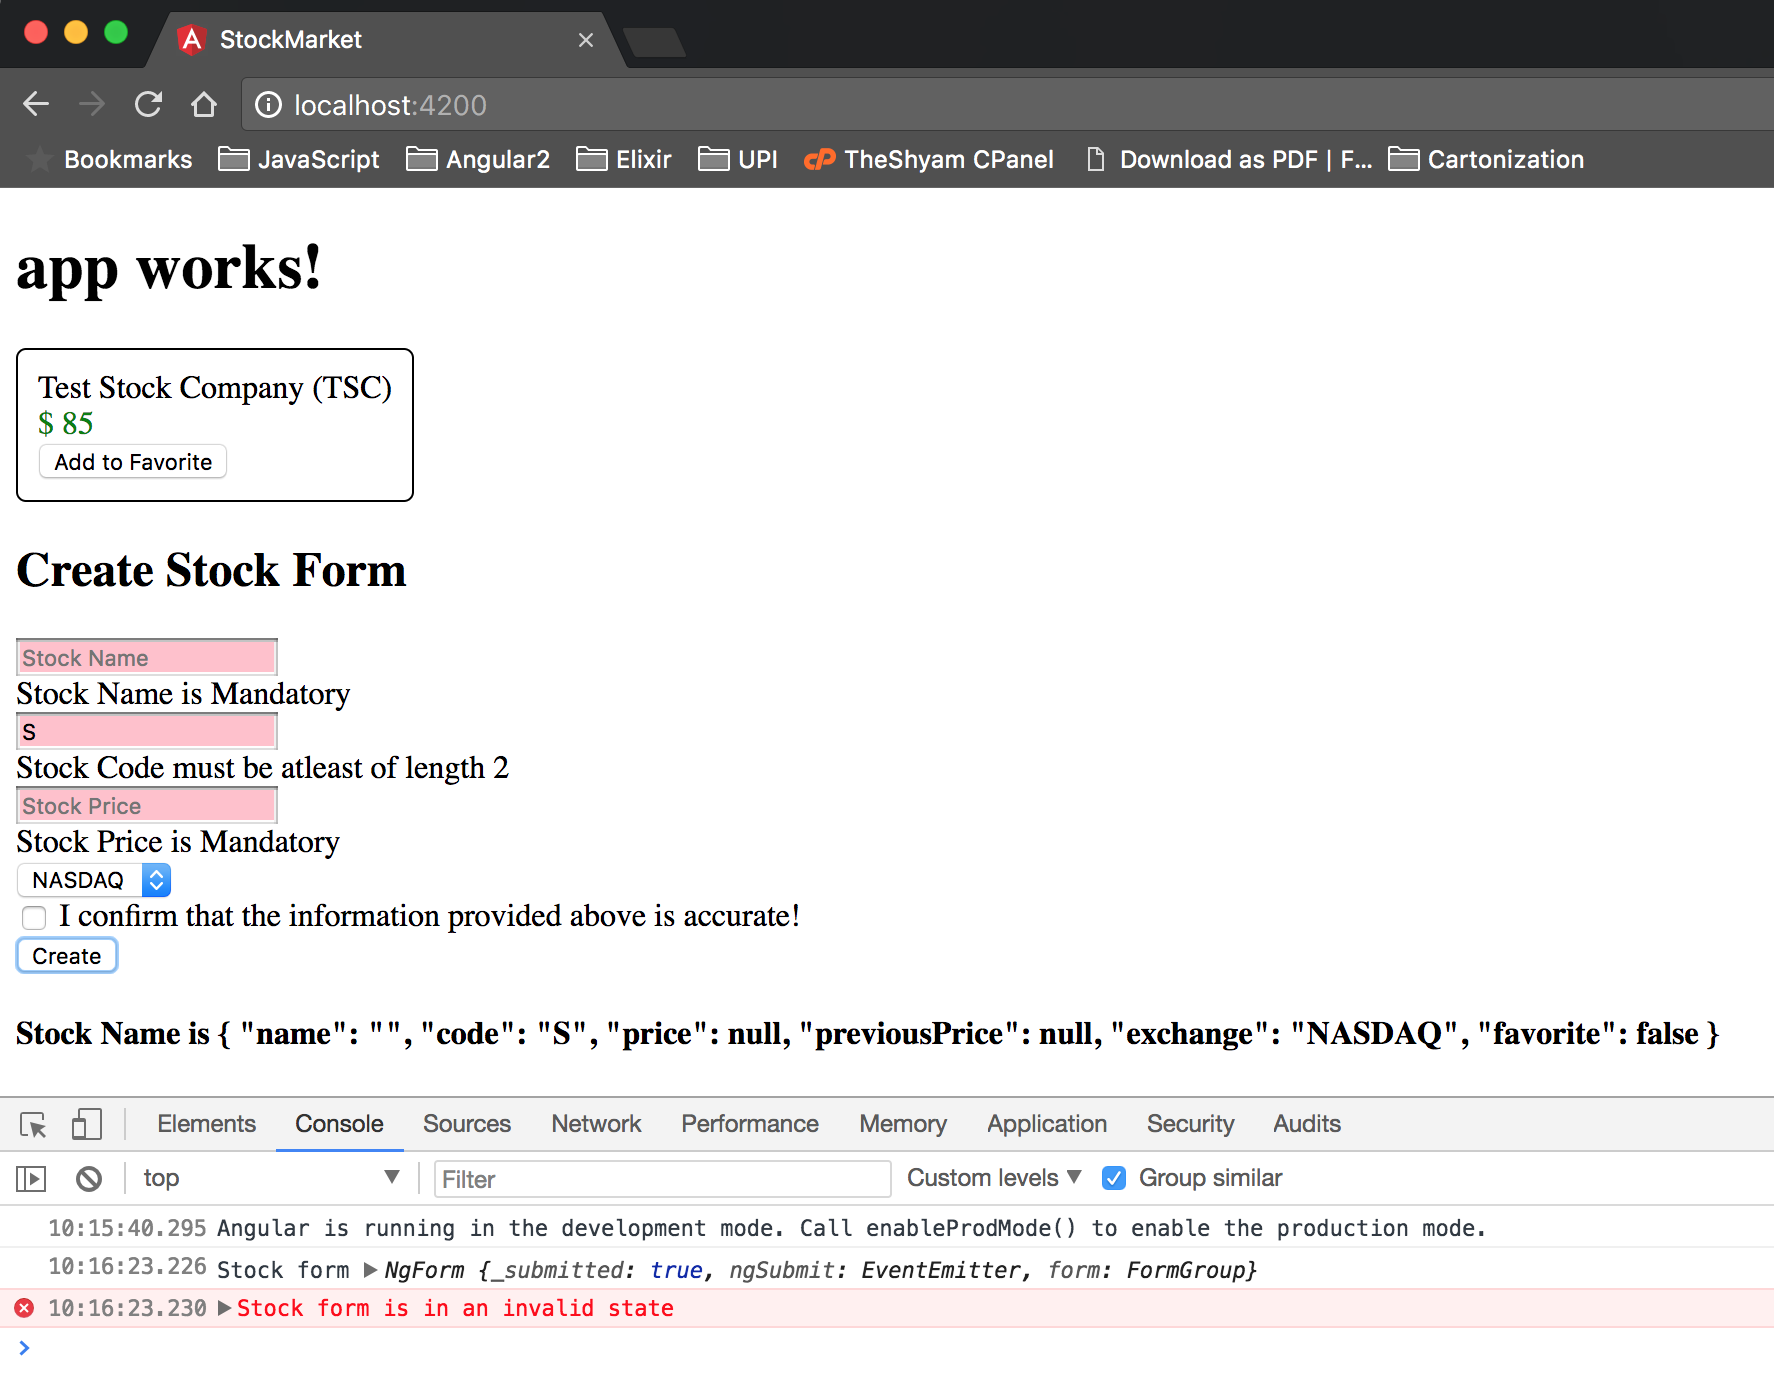 StockMarket
localhost:4200
Bookmarks JavaScript Angular2 Elixir UPI cP TheShyam CPanel Download as PDF | F... Cartonization
app works!
Test Stock Company (TSC)
$ 85
Add to Favorite
Create Stock Form
Stock Name
Stock Name is Mandatory
S
Stock Code must be atleast of length 2
Stock Price
Stock Price is Mandatory
NASDAQ
I confirm that the information provided above is accurate!
Create
Stock Name is { "name": "", "code": "S", "price": null, "previousPrice": null, "exchange": "NASDAQ", "favorite": false }
Elements Console Sources Network Performance Memory Application Security Audits
top Filter Custom levels Group similar
10:15:40.295 Angular is running in the development mode. Call enableProdMode() to enable the production mode.
10:16:23.226 Stock form NgForm {_submitted: true, ngSubmit: EventEmitter, form: FormGroup}
10:16:23.230 Stock form is in an invalid state